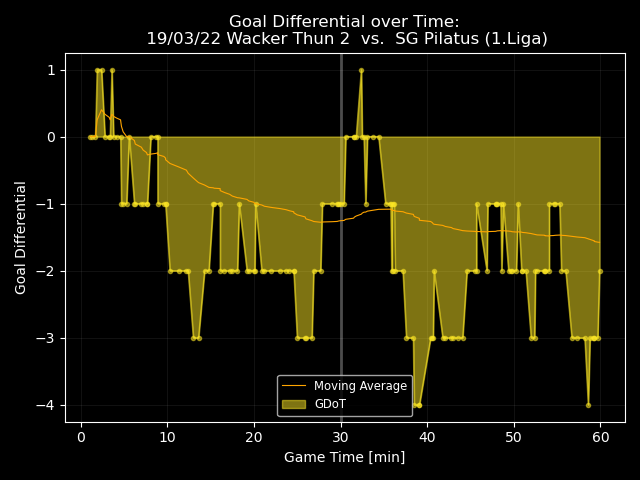 Goal Differential over Time:
19/03/22 Wacker Thun 2  vs.  SG Pilatus (1.Liga)
Goal Differential
1
0
−1
−2
−3
−4
Moving Average
GDoT
0 10 20 30 40 50 60
Game Time [min]